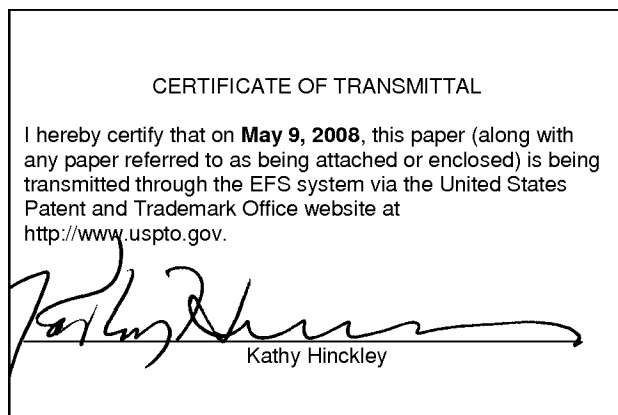 CERTIFICATE OF TRANSMITTAL
I hereby certify that on May 9, 2008, this paper (along with
any paper referred to as being attached or enclosed) is being
transmitted through the EFS system via the United States
Patent and Trademark Office website at
http://www.uspto.gov.
Kathy Hinckley